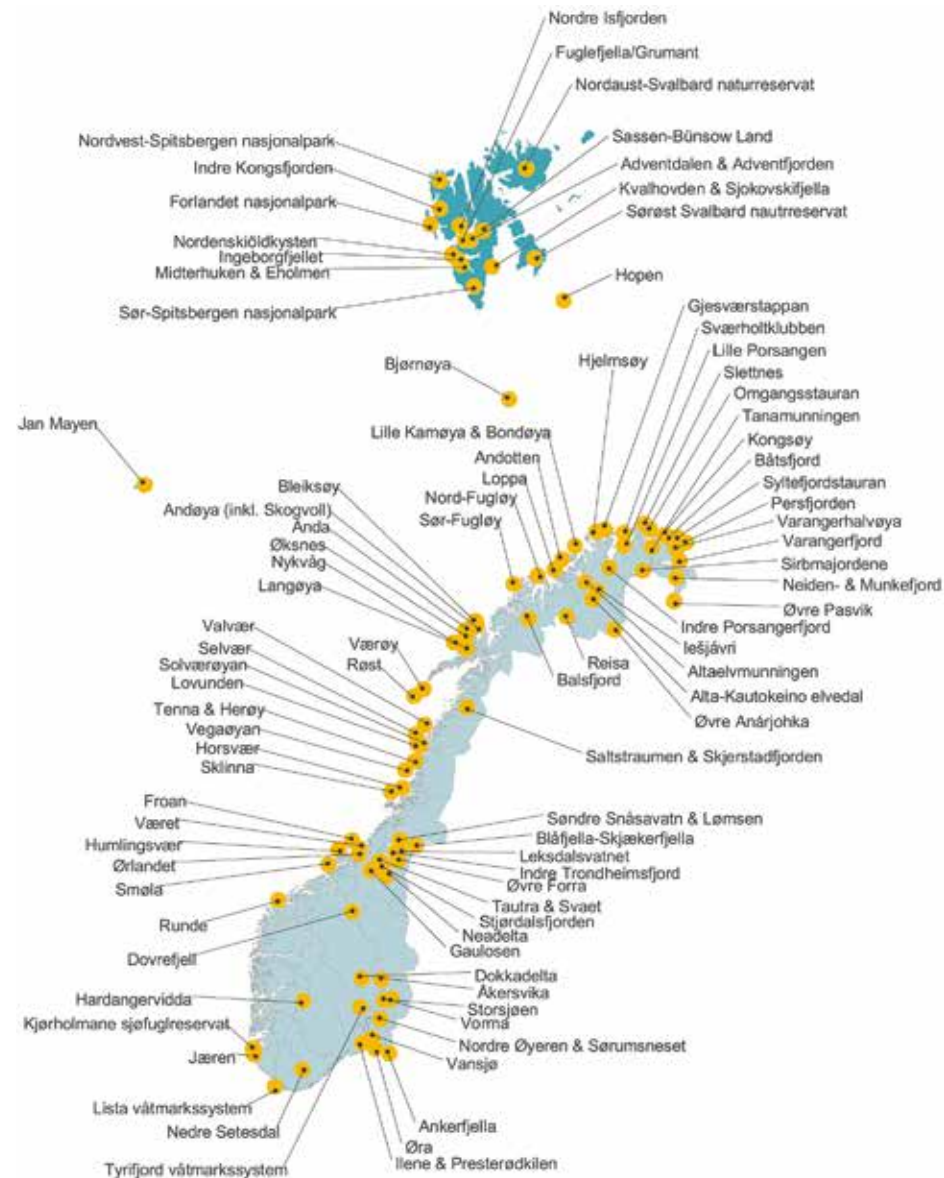 Nordre Isfjorden
Fuglefjella/Grumant
Nordaust-Svalbard naturreservat
Nordvest-Spitsbergen nasjonalpark
Sassen-Bünsow Land
Indre Kongsfjorden
Adventdalen & Adventfjorden
Kvalhovden & Sjokovskifjella
Forlandet nasjonalpark
Sørøst Svalbard nautrreservat
Nordenskiöldkysten
Ingeborgfjellet
Midterhuken & Eholmen
Hopen
Sør-Spitsbergen nasjonalpark
Gjesværstappan
Sværholtklubben
Lille Porsangen
Hjelmsøy
Bjørnøya
Slettnes
Omgangsstauran
Tanamunningen
Jan Mayen
Lille Kamøya & Bondøya
Kongsøy
Andotten
Båtsfjord
Bleiksøy
Loppa
Syltefjordstauran
Andøya (inkl. Skogvoll)
Nord-Fugløy
Persfjorden
Anda
Sør-Fugløy
Varangerhalvøya
Øksnes
Varangerfjord
Nykvåg
Sirbmajordene
Langøya
Neiden- & Munkefjord
Øvre Pasvik
Valvær
Indre Porsangerfjord
Selvær
Værøy
Iešjávri
Solværøyan
Røst
Reisa
Altaelvmunningen
Lovunden
Balsfjord
Alta-Kautokeino elvedal
Tenna & Herøy
Øvre Anárjohka
Vegaøyan
Horsvær
Saltstraumen & Skjerstadfjorden
Sklinna
Froan
Søndre Snåsavatn & Lømsen
Været
Blåfjella-Skjækerfjella
Humlingsvær
Leksdalsvatnet
Ørlandet
Indre Trondheimsfjord
Øvre Forra
Smøla
Tautra & Svaet
Stjørdalsfjorden
Runde
Neadelta
Gaulosen
Dovrefjell
Dokkadelta
Åkersvika
Hardangervidda
Storsjøen
Vorma
Kjørholmane sjøfuglreservat
Nordre Øyeren & Sørumsneset
Jæren
Vansjø
Lista våtmarkssystem
Ankerfjella
Nedre Setesdal
Øra
Tyrifjord våtmarkssystem
Ilene & Presterødkilen